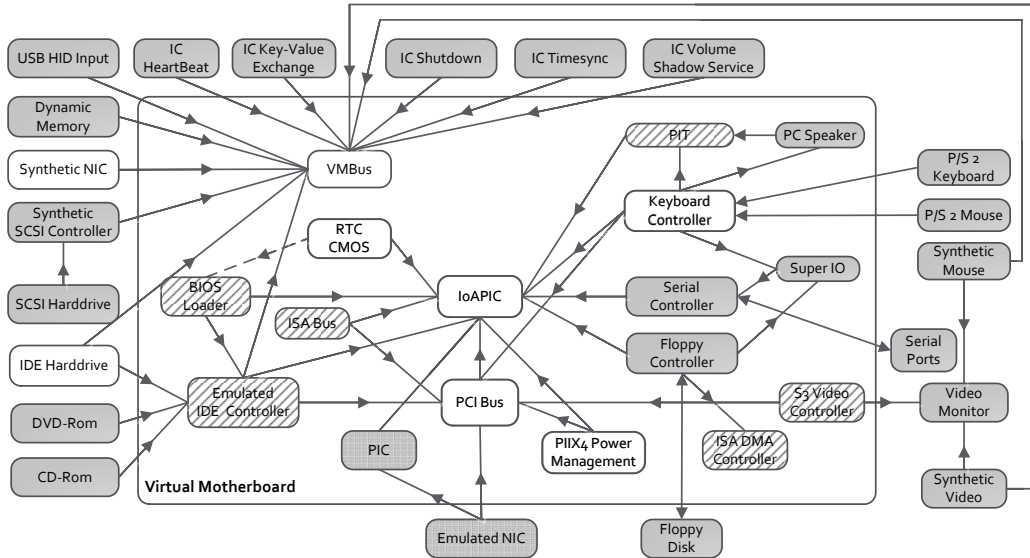 USB HID Input
IC
HeartBeat
IC Key-Value
Exchange
IC Shutdown
IC Timesync
IC Volume
Shadow Service
Dynamic
Memory
Synthetic NIC
Synthetic
SCSI Controller
SCSI Harddrive
IDE Harddrive
DVD-Rom
CD-Rom
VMBus
RTC
CMOS
BIOS
Loader
ISA Bus
IoAPIC
Emulated
IDE Controller
PCI Bus
PIC
PIIX4 Power
Management
PIT
PC Speaker
Keyboard
Controller
P/S 2
Keyboard
P/S 2 Mouse
Super IO
Serial
Controller
Floppy
Controller
Synthetic
Mouse
Serial
Ports
S3 Video
Controller
Video
Monitor
ISA DMA
Controller
Synthetic
Video
Virtual Motherboard
Emulated NIC
Floppy
Disk